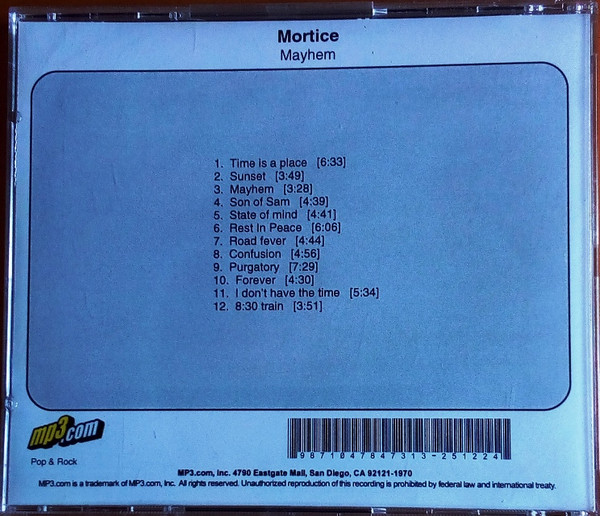 Mortice
Mayhem
1. Time is a place [6:33]
2. Sunset [3:49]
3. Mayhem [3:28]
4. Son of Sam [4:39]
5. State of mind [4:41]
6. Rest In Peace [6:06]
7. Road fever [4:44]
8. Confusion [4:56]
9. Purgatory [7:29]
10. Forever [4:30]
11. I don't have the time [5:34]
12. 8:30 train [3:51]
mp3.com
Pop & Rock
9871047847313-251224
MP3.com, Inc. 4790 Eastgate Mall, San Diego, CA 92121-1970
MP3.com is a trademark of MP3.com, Inc. All rights reserved. Unauthorized reproduction of this recording is prohibited by federal law and international treaty.